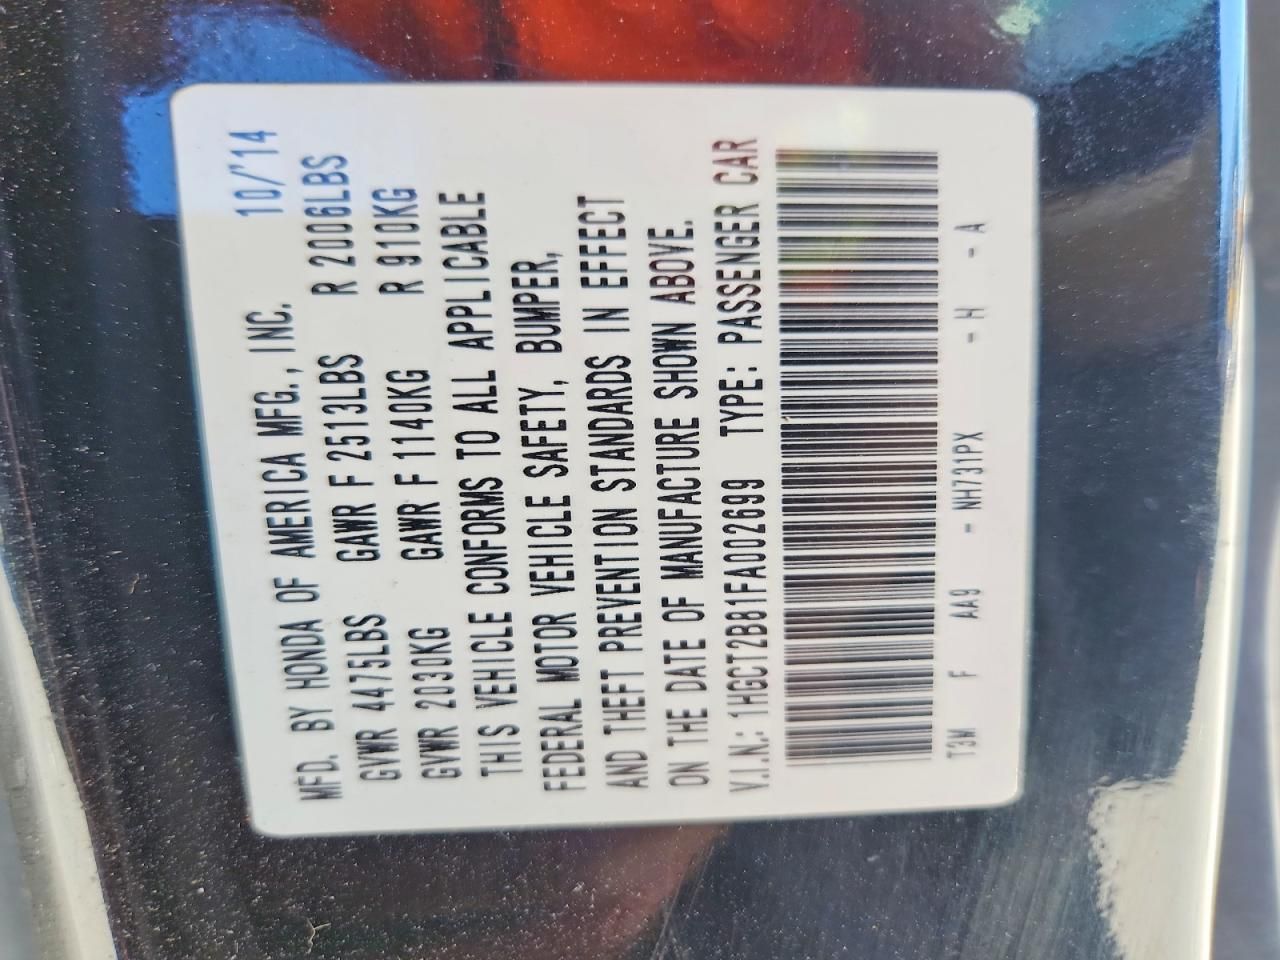 MFD. BY HONDA OF AMERICA MFG., INC. 10/'14
GVWR 4475LBS GAWR F 2513LBS R 2006LBS
GVWR 2030KG GAWR F 1140KG R 910KG
THIS VEHICLE CONFORMS TO ALL APPLICABLE
FEDERAL MOTOR VEHICLE SAFETY, BUMPER,
AND THEFT PREVENTION STANDARDS IN EFFECT
ON THE DATE OF MANUFACTURE SHOWN ABOVE.
V.I.N.: 1HGCT2B81FA002699 TYPE: PASSENGER CAR
T3W F AA9 - NH731PX - H - A